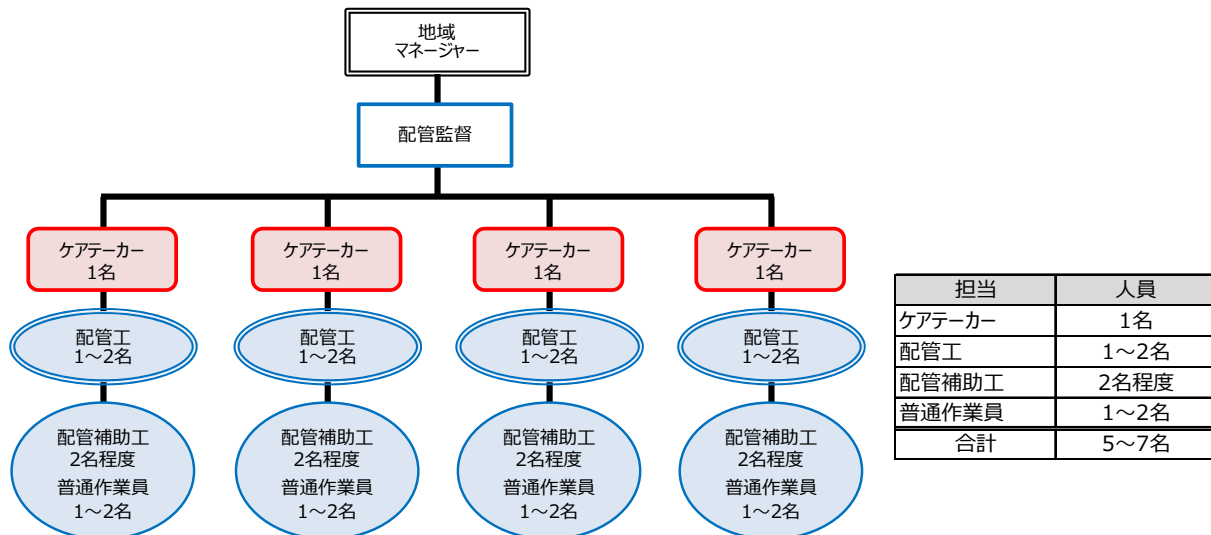 地域
マネージャー
配管監督
ケアテーカー
1名
ケアテーカー
1名
ケアテーカー
1名
ケアテーカー
1名
配管工
1～2名
配管工
1～2名
配管工
1～2名
配管工
1～2名
配管補助工
2名程度
普通作業員
1～2名
配管補助工
2名程度
普通作業員
1～2名
配管補助工
2名程度
普通作業員
1～2名
配管補助工
2名程度
普通作業員
1～2名
担当 人員
ケアテーカー 1名
配管工 1～2名
配管補助工 2名程度
普通作業員 1～2名
合計 5～7名